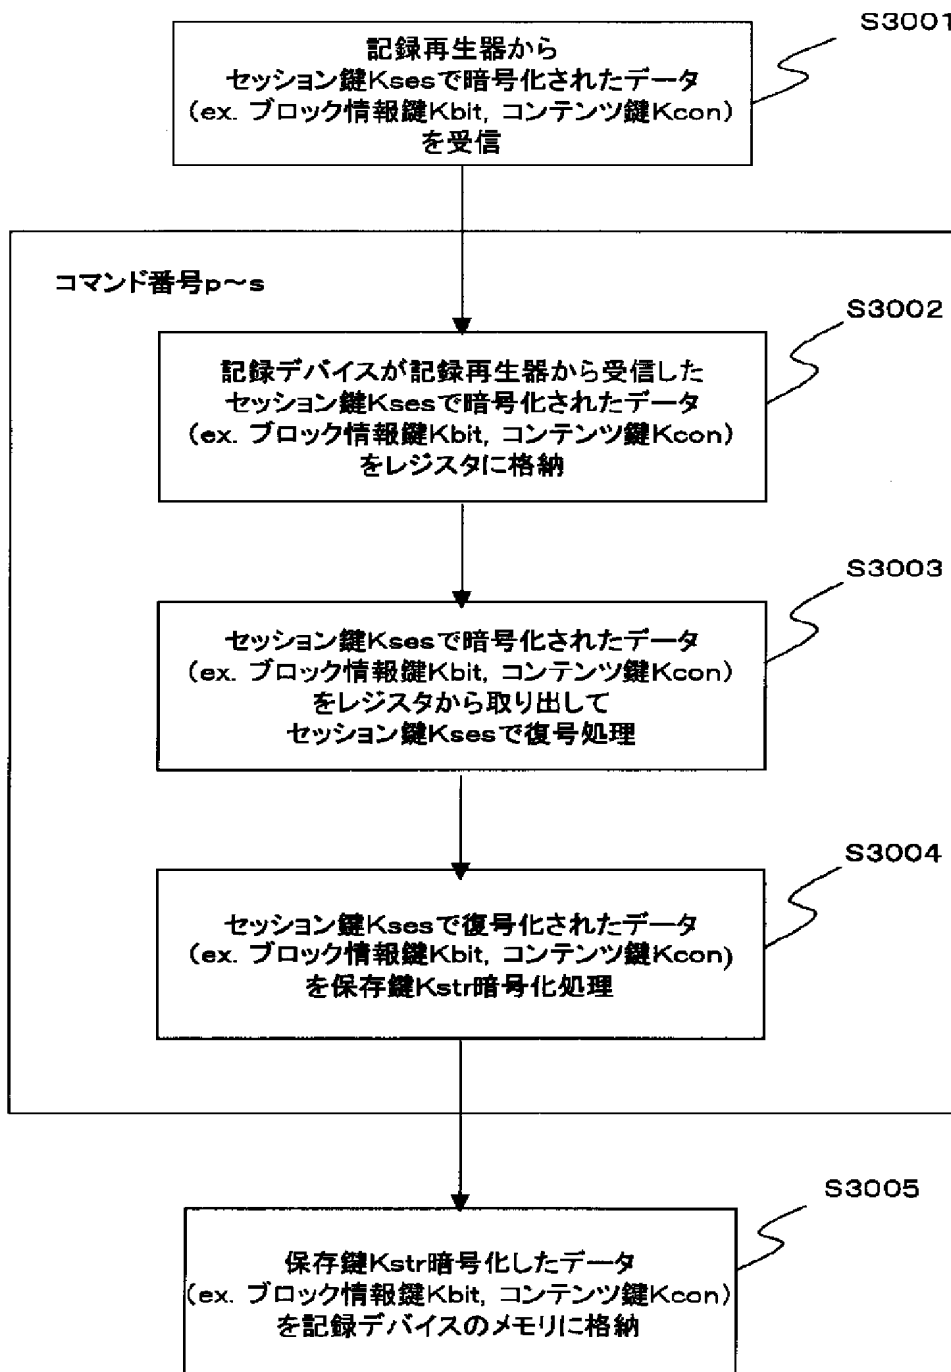 S3001
記録再生器から
セッション鍵Ksesで暗号化されたデータ
(ex. ブロック情報鍵Kbit, コンテンツ鍵Kcon)
を受信
コマンド番号p～s
S3002
記録デバイスが記録再生器から受信した
セッション鍵Ksesで暗号化されたデータ
(ex. ブロック情報鍵Kbit, コンテンツ鍵Kcon)
をレジスタに格納
S3003
セッション鍵Ksesで暗号化されたデータ
(ex. ブロック情報鍵Kbit, コンテンツ鍵Kcon)
をレジスタから取り出して
セッション鍵Ksesで復号処理
S3004
セッション鍵Ksesで復号化されたデータ
(ex. ブロック情報鍵Kbit, コンテンツ鍵Kcon)
を保存鍵Kstr暗号化処理
S3005
保存鍵Kstr暗号化したデータ
(ex. ブロック情報鍵Kbit, コンテンツ鍵Kcon)
を記録デバイスのメモリに格納